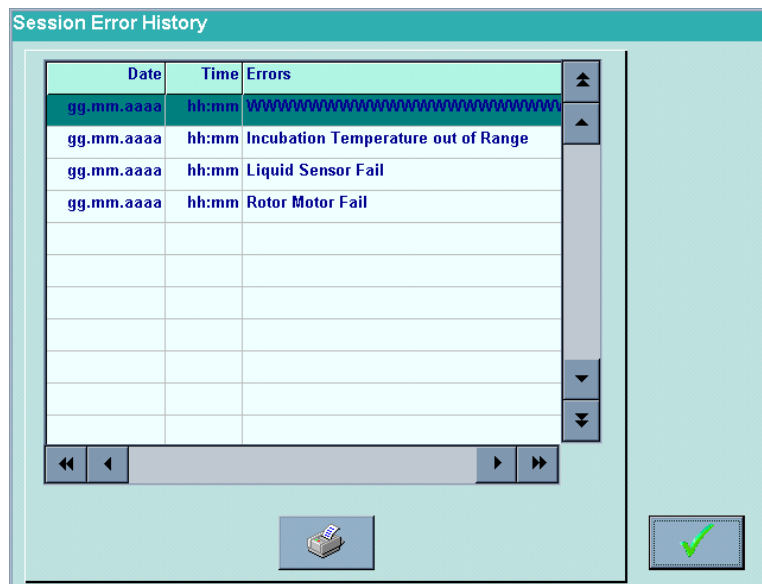 Session Error History
Date Time Errors
gg.mm.aaaa hh:mm WWWWWWWWWWWWWWWWWWWWWWWWWWWW
gg.mm.aaaa hh:mm Incubation Temperature out of Range
gg.mm.aaaa hh:mm Liquid Sensor Fail
gg.mm.aaaa hh:mm Rotor Motor Fail